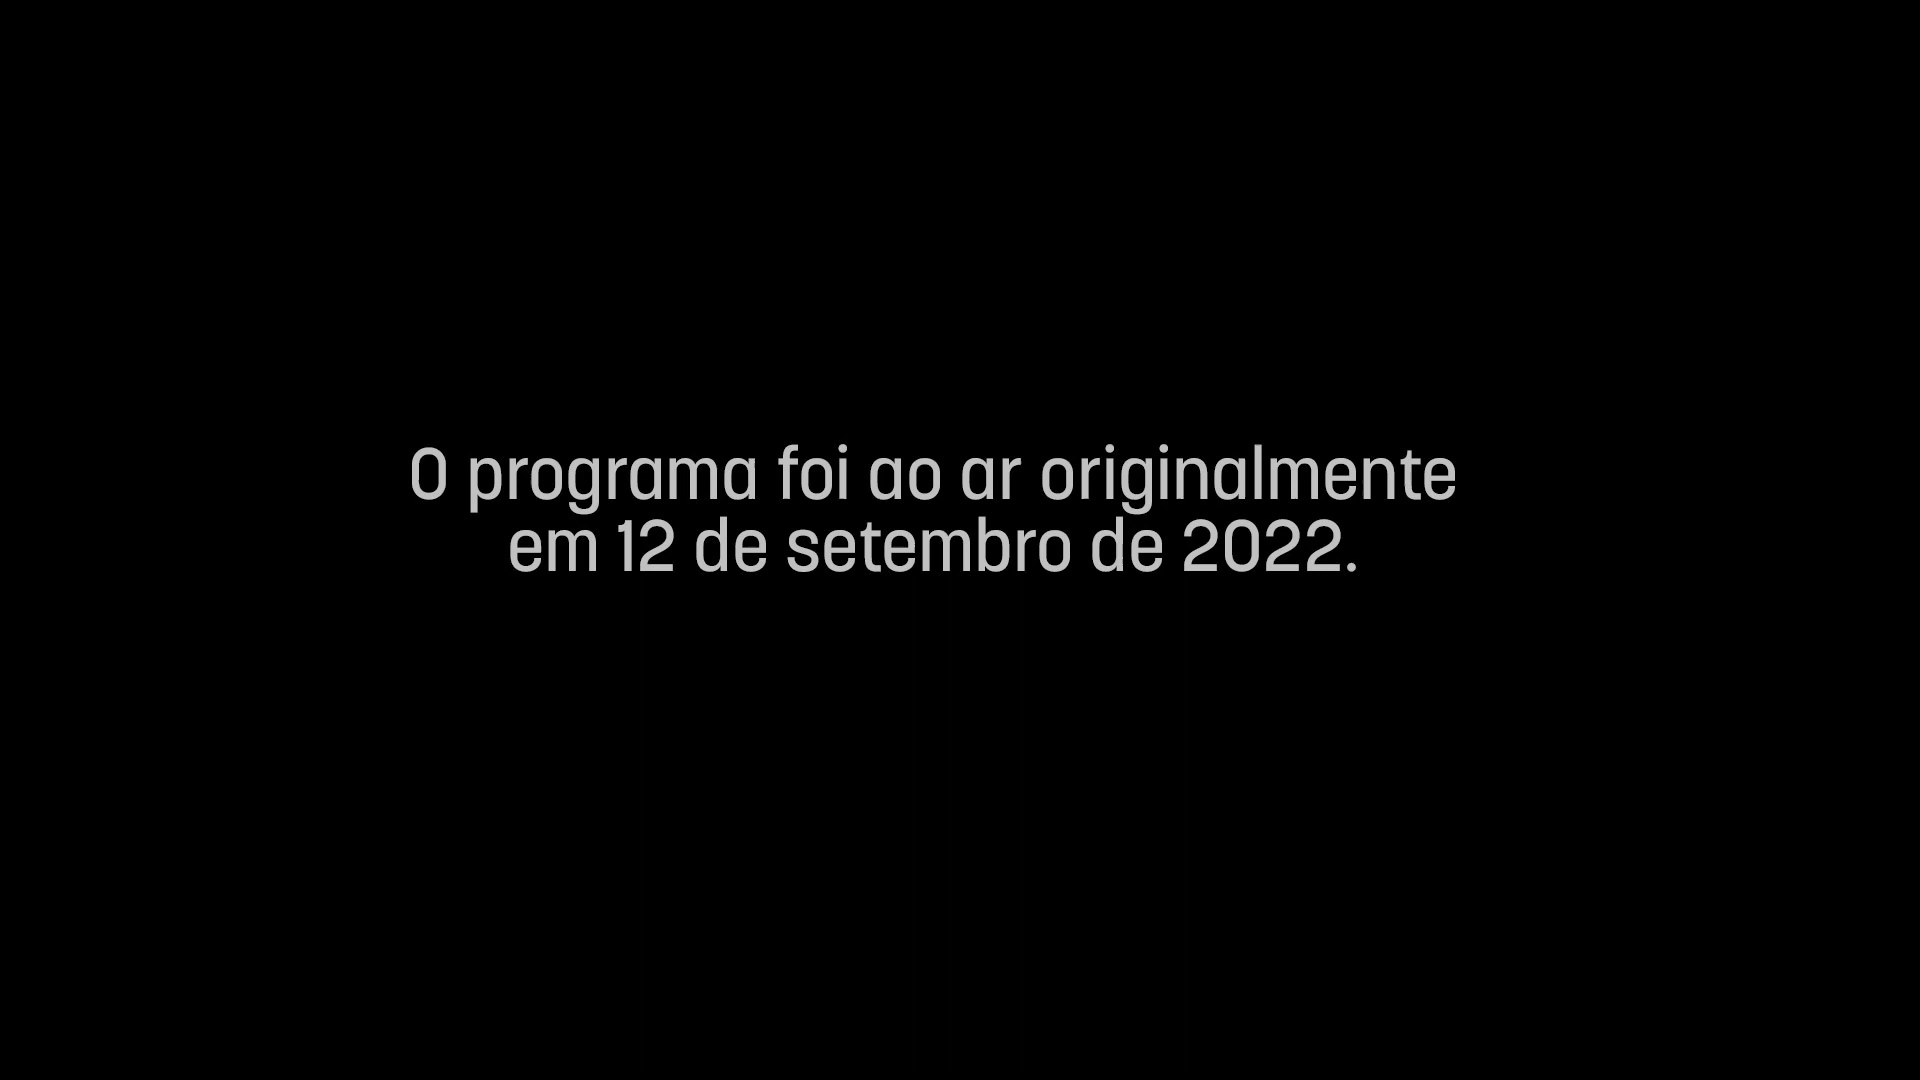 O programa foi ao ar originalmente
em 12 de setembro de 2022.